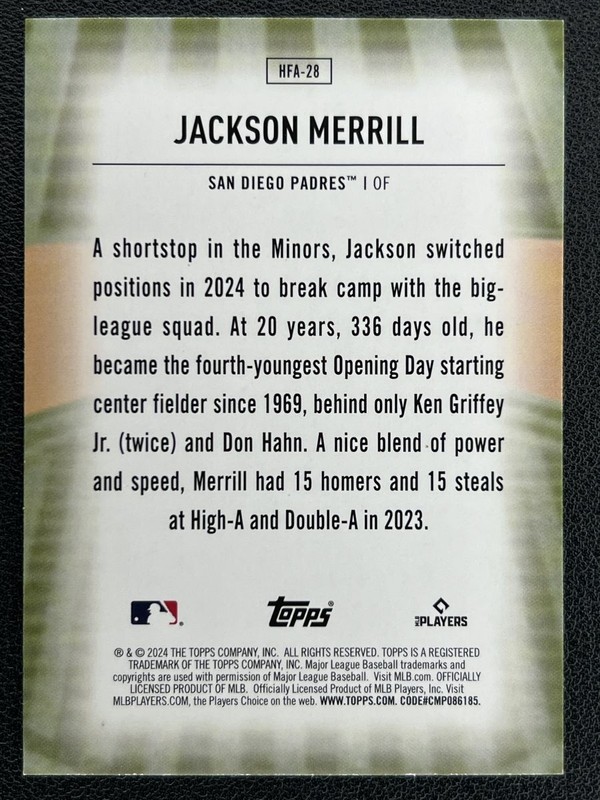 HFA-28
JACKSON MERRILL
SAN DIEGO PADRES™ | OF
A shortstop in the Minors, Jackson switched
positions in 2024 to break camp with the big-
league squad. At 20 years, 336 days old, he
became the fourth-youngest Opening Day starting
center fielder since 1969, behind only Ken Griffey
Jr. (twice) and Don Hahn. A nice blend of power
and speed, Merrill had 15 homers and 15 steals
at High-A and Double-A in 2023.
topps®
MLB PLAYERS
® & © 2024 THE TOPPS COMPANY, INC. ALL RIGHTS RESERVED. TOPPS IS A REGISTERED
TRADEMARK OF THE TOPPS COMPANY, INC. Major League Baseball trademarks and
copyrights are used with permission of Major League Baseball. Visit MLB.com. OFFICIALLY
LICENSED PRODUCT OF MLB. Officially Licensed Product of MLB Players, Inc. Visit
MLBPLAYERS.COM, the Players Choice on the web. WWW.TOPPS.COM. CODE#CMP086185.